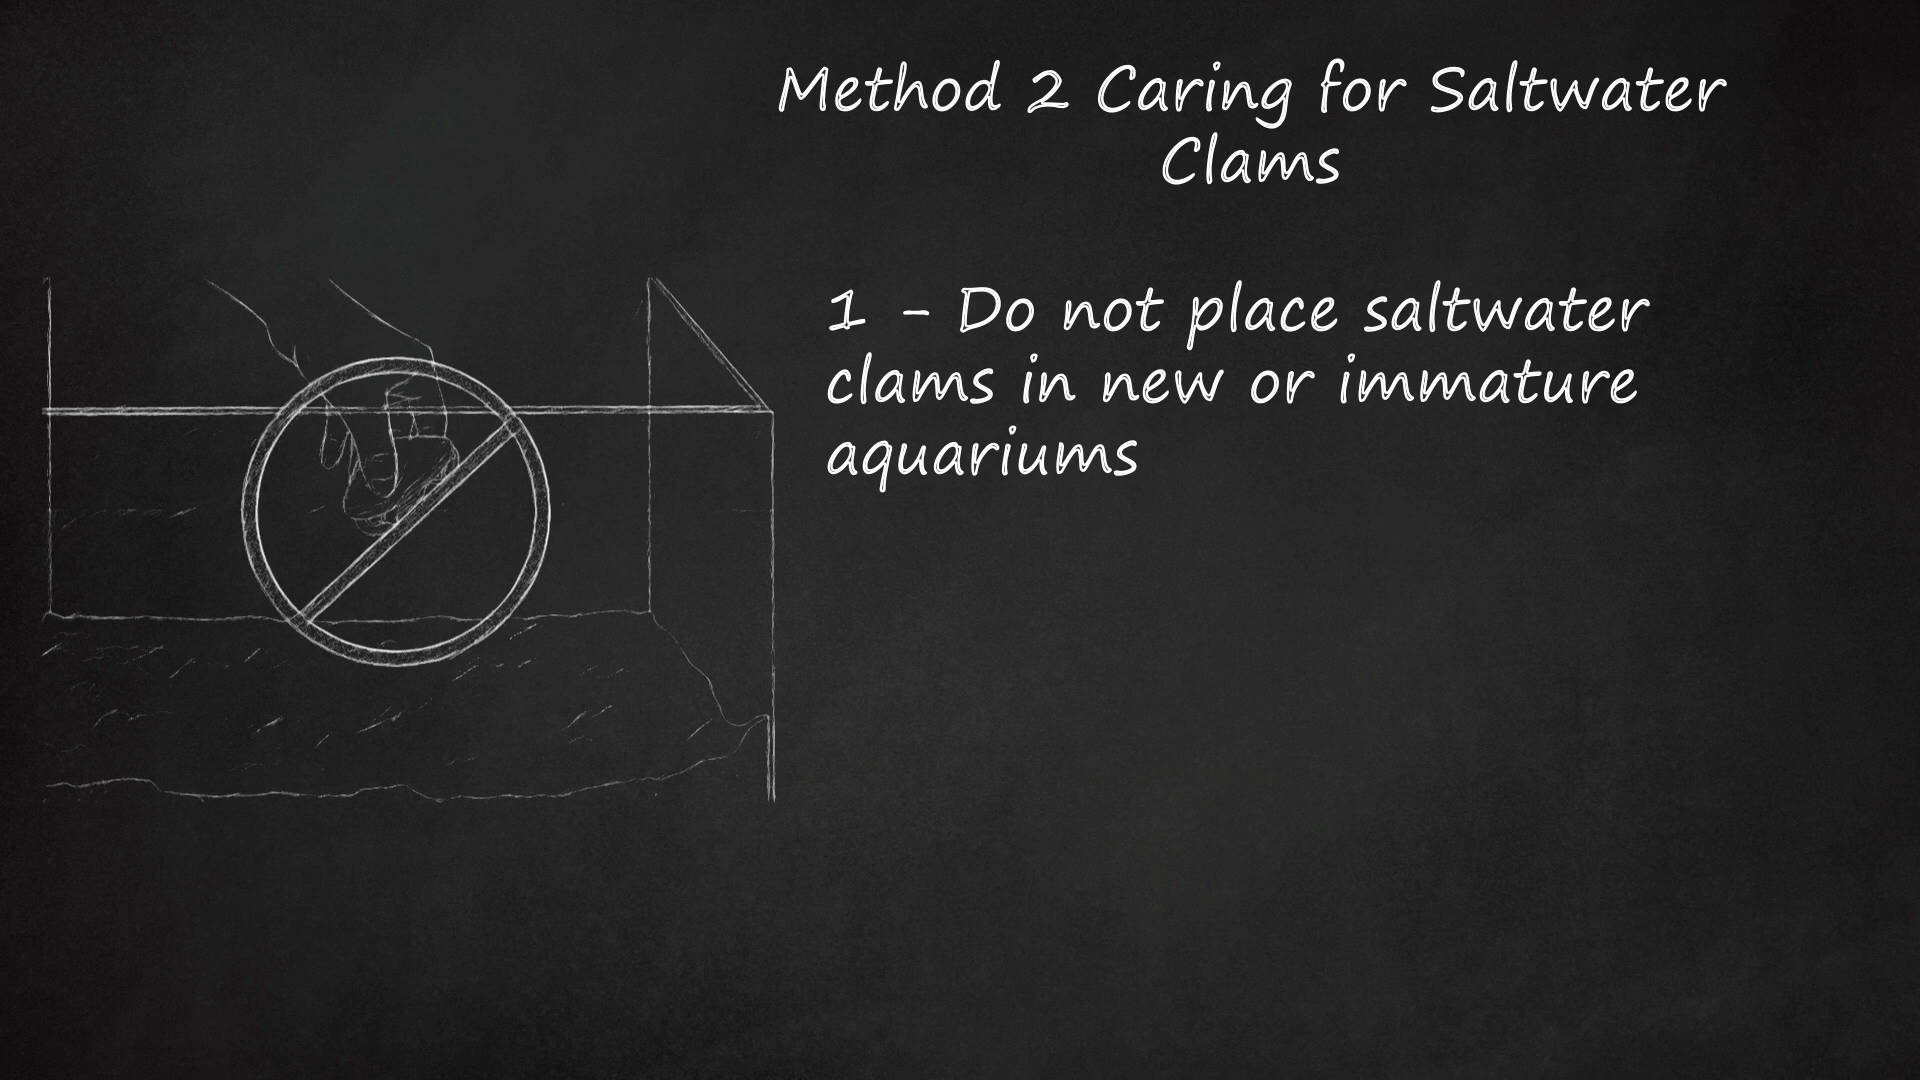 Method 2 Caring for Saltwater
Clams
1 - Do not place saltwater
clams in new or immature
aquariums